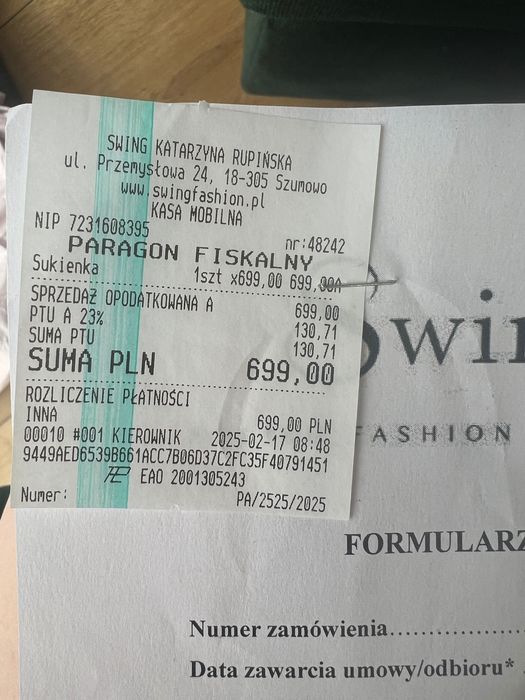 SWING KATARZYNA RUPIŃSKA
ul. Przemysłowa 24, 18-305 Szumowo
www.swingfashion.pl
KASA MOBILNA
NIP 7231608395 nr:48242
PARAGON FISKALNY
Sukienka 1szt x699,00 699,00A
SPRZEDAŻ OPODATKOWANA A 699,00
PTU A 23% 130,71
SUMA PTU 130,71
SUMA PLN 699,00
ROZLICZENIE PŁATNOŚCI
INNA 699,00 PLN
00010 #001 KIEROWNIK 2025-02-17 08:48
9449AED6539B661ACC7B06D37C2FC35F40791451
EAO 2001305243
Numer: PA/2525/2025
Swin
FASHION
FORMULARZ
Numer zamówienia....................
Data zawarcia umowy/odbioru*